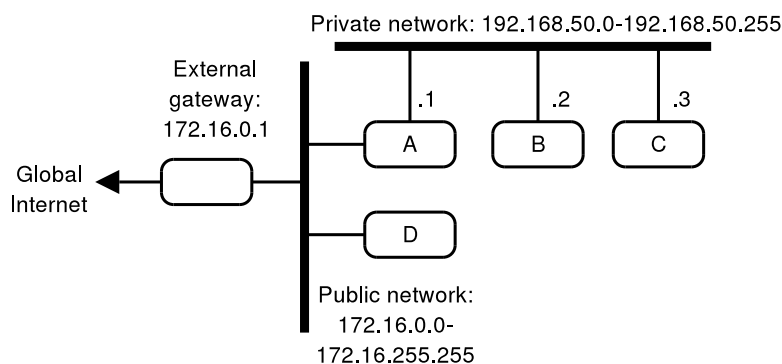 Private network: 192.168.50.0-192.168.50.255
External
gateway:
172.16.0.1
.1
.2
.3
A
B
C
Global
Internet
D
Public network:
172.16.0.0-
172.16.255.255